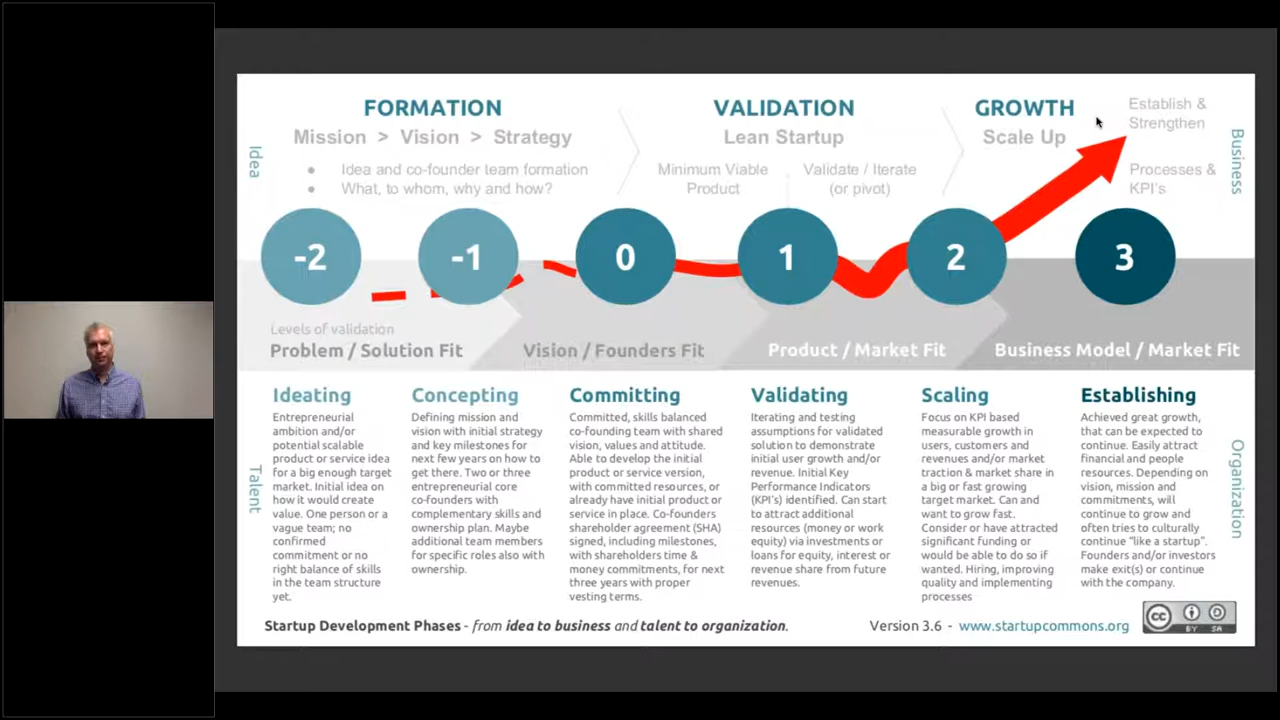 FORMATION
Mission > Vision > Strategy
● Idea and co-founder team formation
● What, to whom, why and how?
VALIDATION
Lean Startup
Minimum Viable
Product
Validate / Iterate
(or pivot)
GROWTH
Scale Up
Establish &
Strengthen
Processes &
KPI's
Idea
Business
-2
-1
0
1
2
3
Levels of validation
Problem / Solution Fit
Vision / Founders Fit
Product / Market Fit
Business Model / Market Fit
Talent
Organization
Ideating
Entrepreneurial
ambition and/or
potential scalable
product or service idea
for a big enough target
market. Initial idea on
how it would create
value. One person or a
vague team; no
confirmed
commitment or no
right balance of skills
in the team structure
yet.
Concepting
Defining mission and
vision with initial strategy
and key milestones for
next few years on how to
get there. Two or three
entrepreneurial core
co-founders with
complementary skills and
ownership plan. Maybe
additional team members
for specific roles also with
ownership.
Committing
Committed, skills balanced
co-founding team with shared
vision, values and attitude.
Able to develop the initial
product or service version,
with committed resources, or
already have initial product or
service in place. Co-founders
shareholder agreement (SHA)
signed, including milestones,
with shareholders time &
money commitments, for next
three years with proper
vesting terms.
Validating
Iterating and testing
assumptions for validated
solution to demonstrate
initial user growth and/or
revenue. Initial Key
Performance Indicators
(KPI's) identified. Can start
to attract additional
resources (money or work
equity) via investments or
loans for equity, interest or
revenue share from future
revenues.
Scaling
Focus on KPI based
measurable growth in
users, customers and
revenues and/or market
traction & market share in
a big or fast growing
target market. Can and
want to grow fast.
Consider or have attracted
significant funding or
would be able to do so if
wanted. Hiring, improving
quality and implementing
processes
Establishing
Achieved great growth,
that can be expected to
continue. Easily attract
financial and people
resources. Depending on
vision, mission and
commitments, will
continue to grow and
often tries to culturally
continue "like a startup".
Founders and/or investors
make exit(s) or continue
with the company.
Startup Development Phases - from idea to business and talent to organization.
Version 3.6 - www.startupcommons.org
CC
BY SA